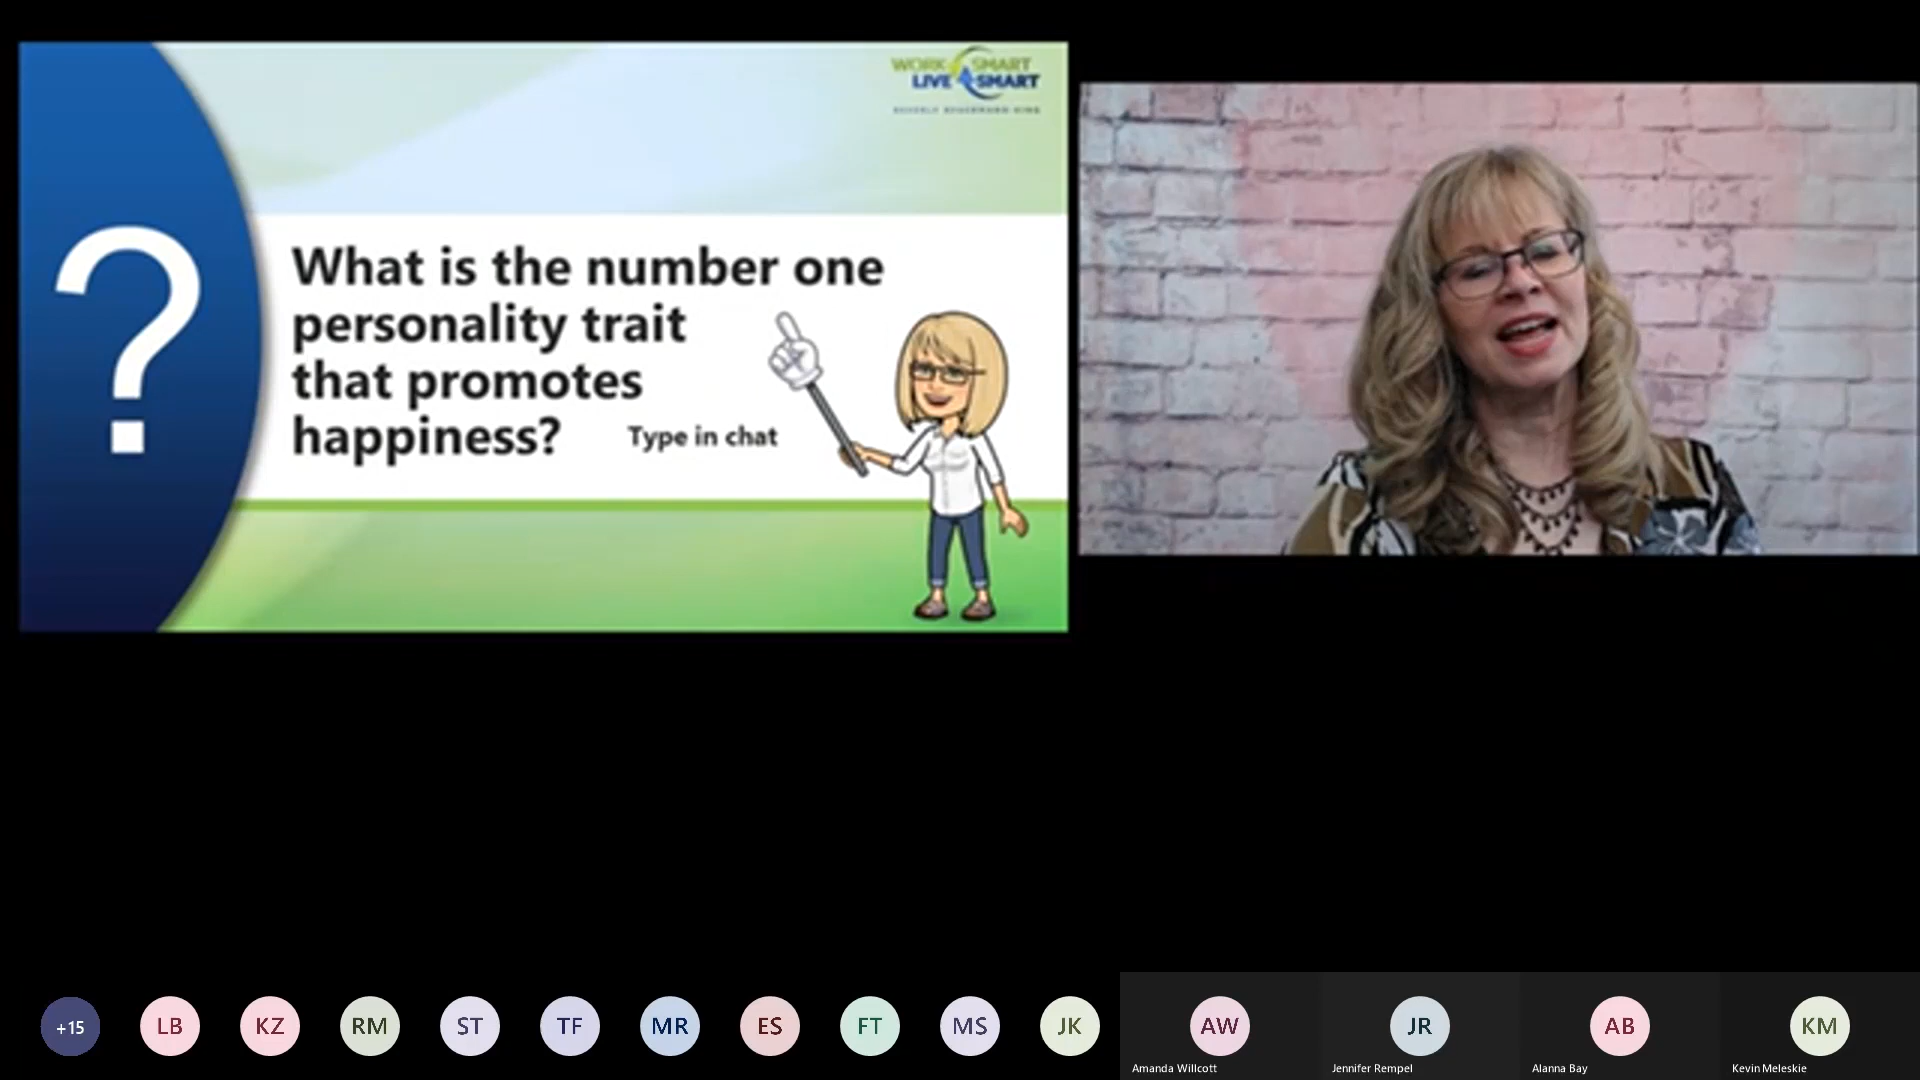 WORK SMART
LIVE SMART
?
What is the number one
personality trait
that promotes
happiness?
Type in chat
+15
LB
KZ
RM
ST
TF
MR
ES
FT
MS
JK
AW
JR
AB
KM
Amanda Willcott
Jennifer Rempel
Alanna Bay
Kevin Meleskie